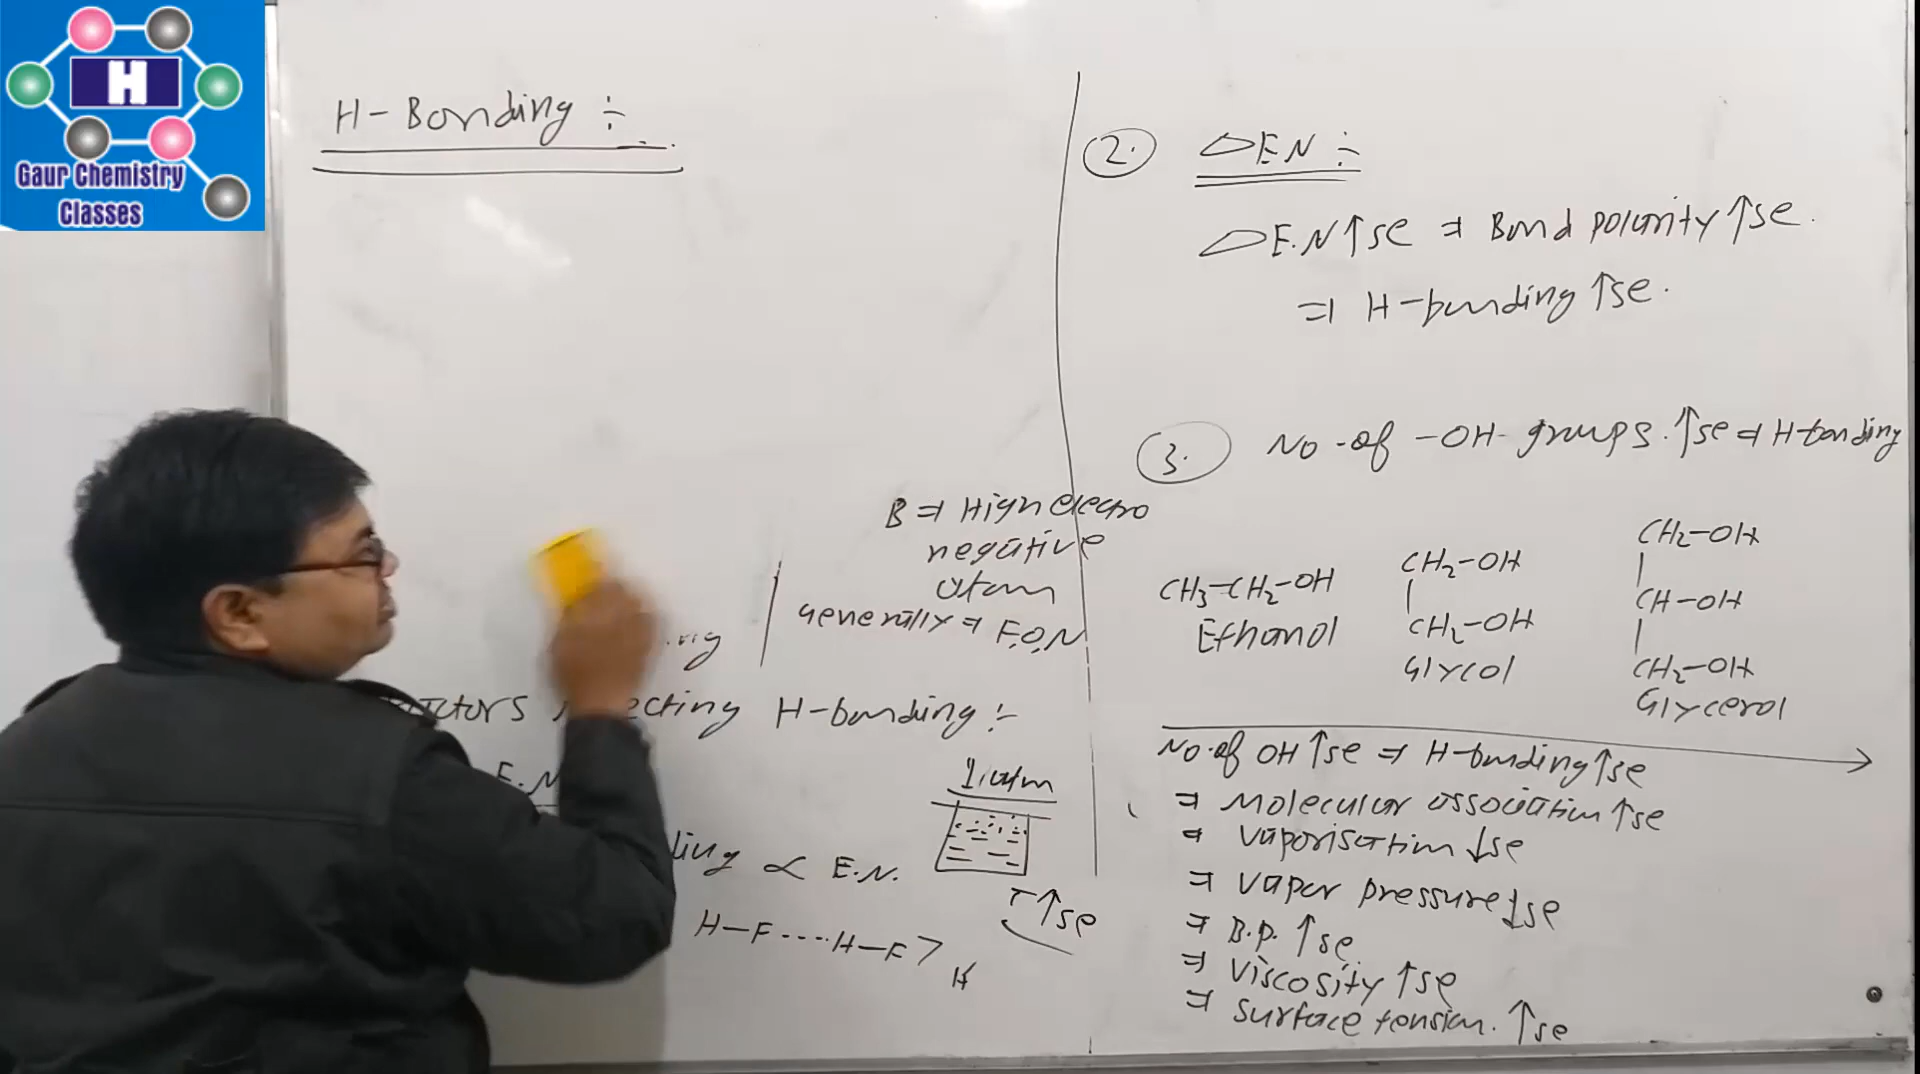 H
Gaur Chemistry
Classes
H-Bonding ÷
B ⇒ High electro
negative
atom
Generally ⇒ F,O,N
H-bonding :-
∝ E.N.
1 atm
T↑se
H-F----H-F >
H
2. ΔEN ÷
ΔE.N↑se ⇒ Bond polarity ↑se.
⇒ H-bonding ↑se.
3. No-of -OH- groups. ↑se ⇒ H-bonding
CH3-CH2-OH
Ethanol
CH2-OH
|
CH2-OH
Glycol
CH2-OH
|
CH-OH
|
CH2-OH
Glycerol
No.of OH ↑se ⇒ H-bonding ↑se
⇒ Molecular association ↑se
⇒ Vaporisation ↓se
⇒ Vaper pressure ↓se
⇒ B.P. ↑se
⇒ Viscosity ↑se
⇒ Surface tension. ↑se